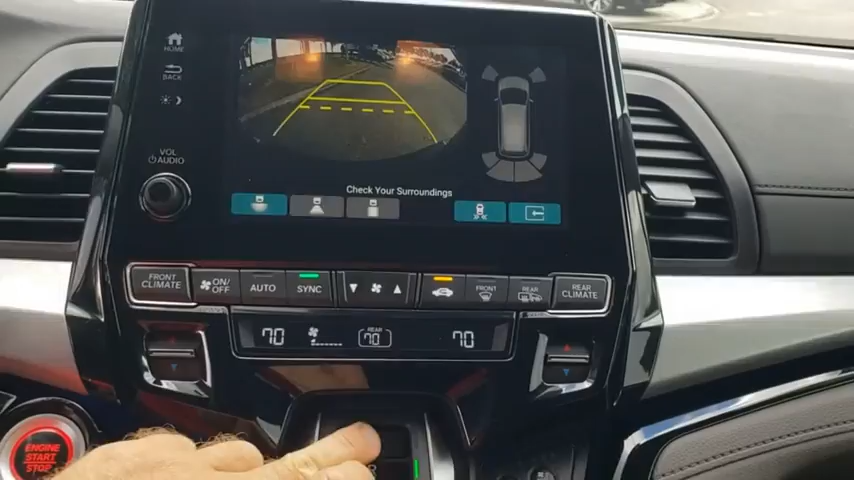 HOME
BACK
VOL
AUDIO
Check Your Surroundings
FRONT CLIMATE
ON/OFF
AUTO
SYNC
FRONT
REAR
REAR CLIMATE
70
REAR
70
70
ENGINE
START
STOP
R